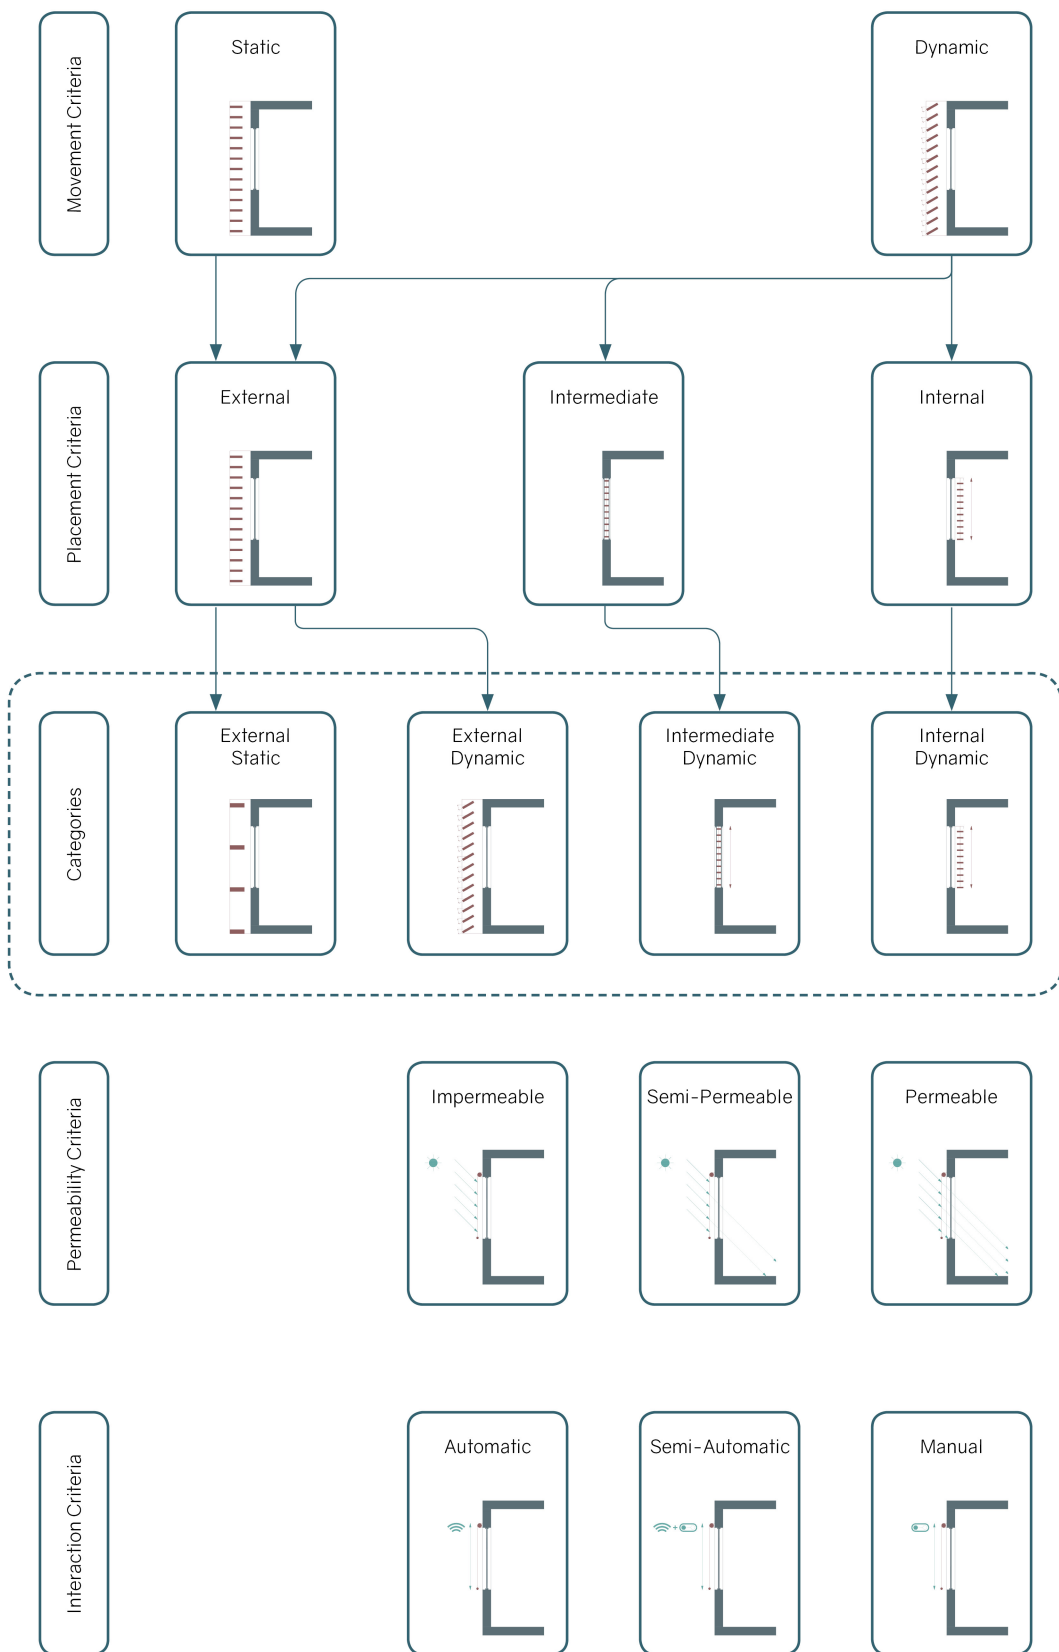 Movement Criteria
Static
Dynamic
Placement Criteria
External
Intermediate
Internal
Categories
External
Static
External
Dynamic
Intermediate
Dynamic
Internal
Dynamic
Permeability Criteria
Impermeable
Semi-Permeable
Permeable
Interaction Criteria
Automatic
Semi-Automatic
Manual